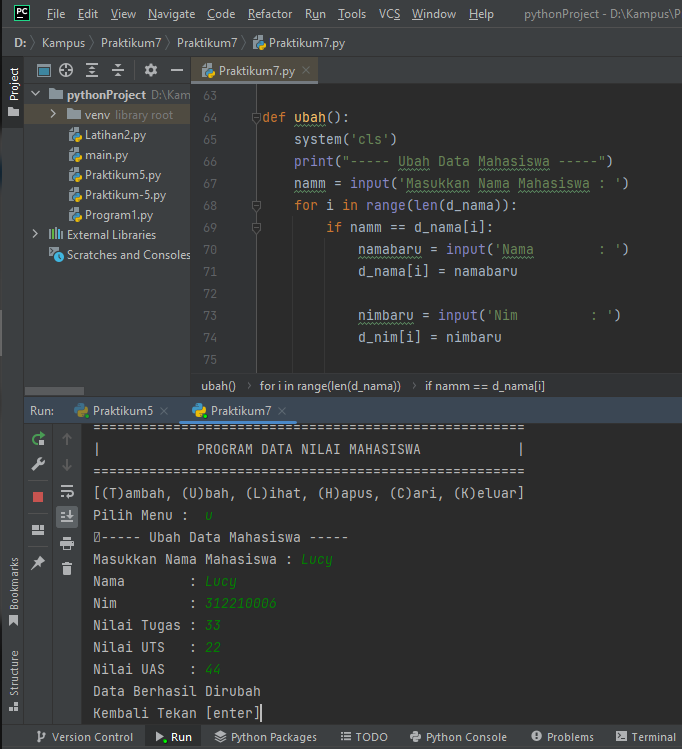 PC File Edit View Navigate Code Refactor Run Tools VCS Window Help pythonProject - D:\Kampus\P
D: Kampus Praktikum7 Praktikum7 Praktikum7.py
Project
Praktikum7.py
pythonProject D:\Kam
venv library root
Latihan2.py
main.py
Praktikum5.py
Praktikum-5.py
Program1.py
External Libraries
Scratches and Consoles
63
64 def ubah():
65 system('cls')
66 print("----- Ubah Data Mahasiswa -----")
67 namm = input('Masukkan Nama Mahasiswa : ')
68 for i in range(len(d_nama)):
69 if namm == d_nama[i]:
70 namabaru = input('Nama        : ')
71 d_nama[i] = namabaru
72
73 nimbaru = input('Nim         : ')
74 d_nim[i] = nimbaru
75
ubah() for i in range(len(d_nama)) if namm == d_nama[i]
Run: Praktikum5 Praktikum7
======================================================
|            PROGRAM DATA NILAI MAHASISWA            |
======================================================
[(T)ambah, (U)bah, (L)ihat, (H)apus, (C)ari, (K)eluar]
Pilih Menu :  u
----- Ubah Data Mahasiswa -----
Masukkan Nama Mahasiswa : Lucy
Nama        : Lucy
Nim         : 312210006
Nilai Tugas : 33
Nilai UTS   : 22
Nilai UAS   : 44
Data Berhasil Dirubah
Kembali Tekan [enter]
Bookmarks
Structure
Version Control Run Python Packages TODO Python Console Problems Terminal